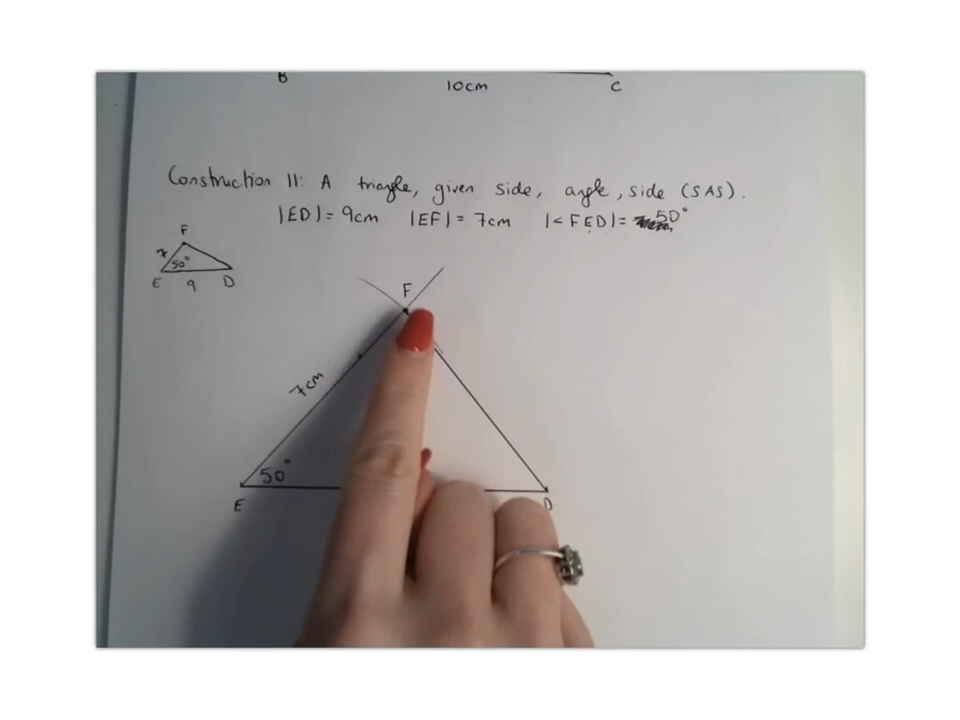 B
10cm
C
Construction 11: A triangle, given side, angle, side (SAS).
|ED|= 9cm |EF|= 7cm |<FED|= 50°
F
7
50°
E 9 D
F
7cm
50°
E D